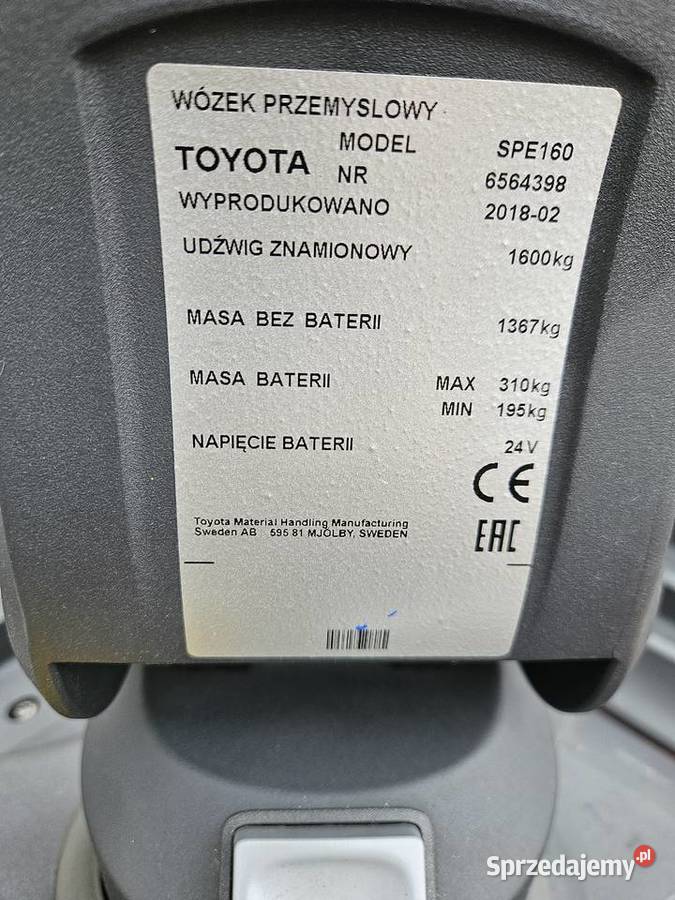 WÓZEK PRZEMYSLOWY
TOYOTA MODEL SPE160
NR 6564398
WYPRODUKOWANO 2018-02
UDŹWIG ZNAMIONOWY 1600kg
MASA BEZ BATERII 1367kg
MASA BATERII MAX 310kg
MIN 195kg
NAPIĘCIE BATERII 24V
CE
EAC
Toyota Material Handling Manufacturing
Sweden AB 595 81 MJÖLBY, SWEDEN
Sprzedajemy.pl